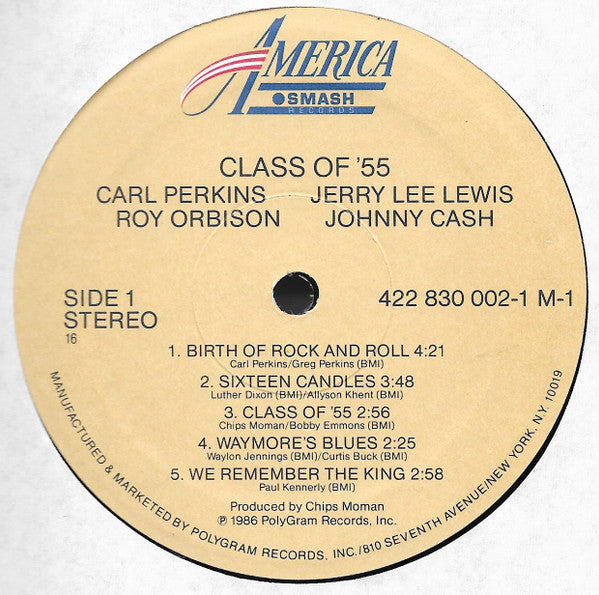 AMERICA
SMASH
RECORDS
CLASS OF '55
CARL PERKINS JERRY LEE LEWIS
ROY ORBISON JOHNNY CASH
SIDE 1
STEREO
16
422 830 002-1 M-1
1. BIRTH OF ROCK AND ROLL 4:21
Carl Perkins/Greg Perkins (BMI)
2. SIXTEEN CANDLES 3:48
Luther Dixon (BMI)/Allyson Khent (BMI)
3. CLASS OF '55 2:56
Chips Moman/Bobby Emmons (BMI)
4. WAYMORE'S BLUES 2:25
Waylon Jennings (BMI)/Curtis Buck (BMI)
5. WE REMEMBER THE KING 2:58
Paul Kennerly (BMI)
Produced by Chips Moman
℗ 1986 PolyGram Records, Inc.
MANUFACTURED & MARKETED BY POLYGRAM RECORDS, INC./810 SEVENTH AVENUE/NEW YORK, N.Y. 10019